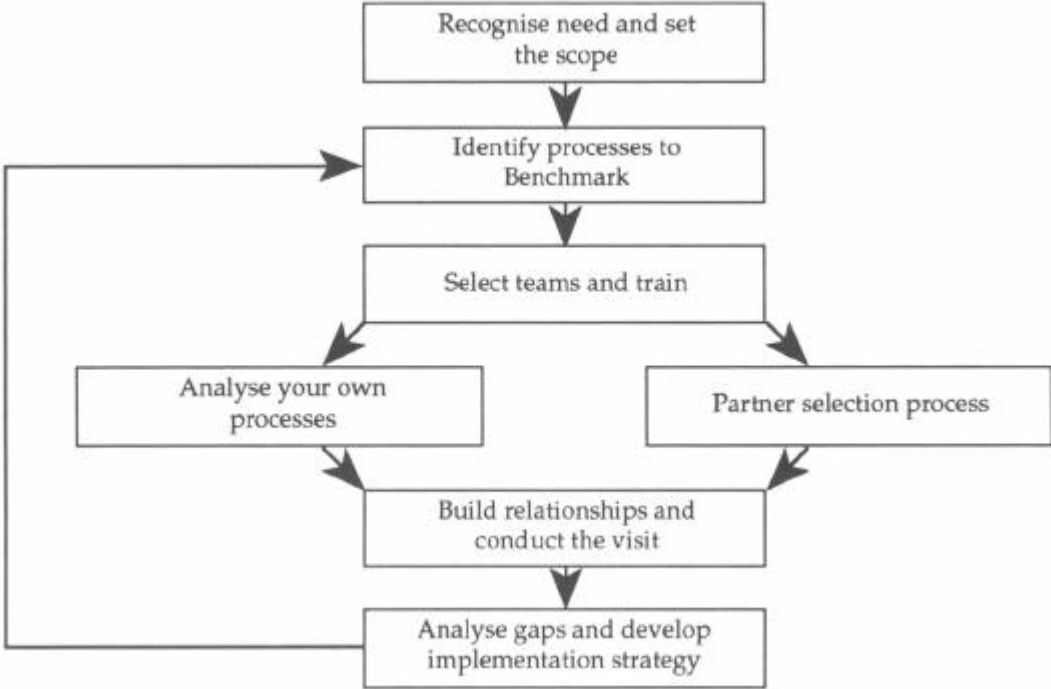 Recognise need and set
the scope
Identify processes to
Benchmark
Select teams and train
Analyse your own
processes
Partner selection process
Build relationships and
conduct the visit
Analyse gaps and develop
implementation strategy